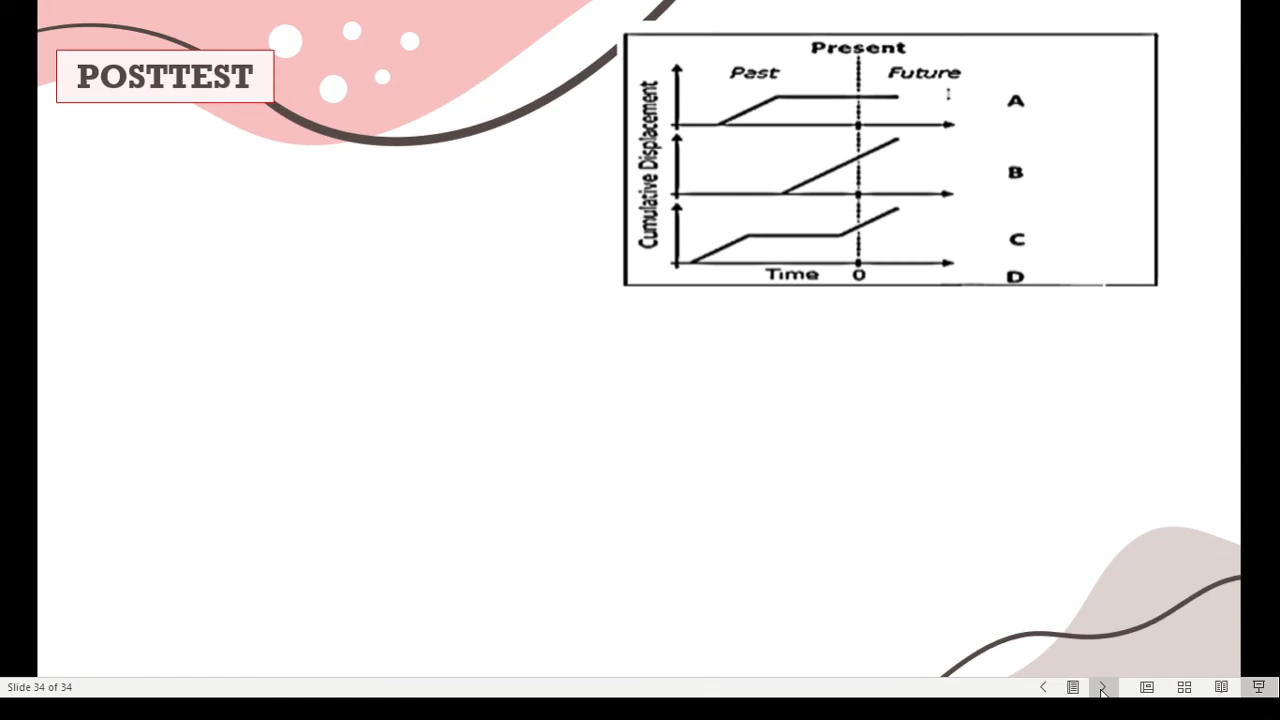 POSTTEST
Present
Past Future
A
B
C
D
Cumulative Displacement
Time 0
Slide 34 of 34